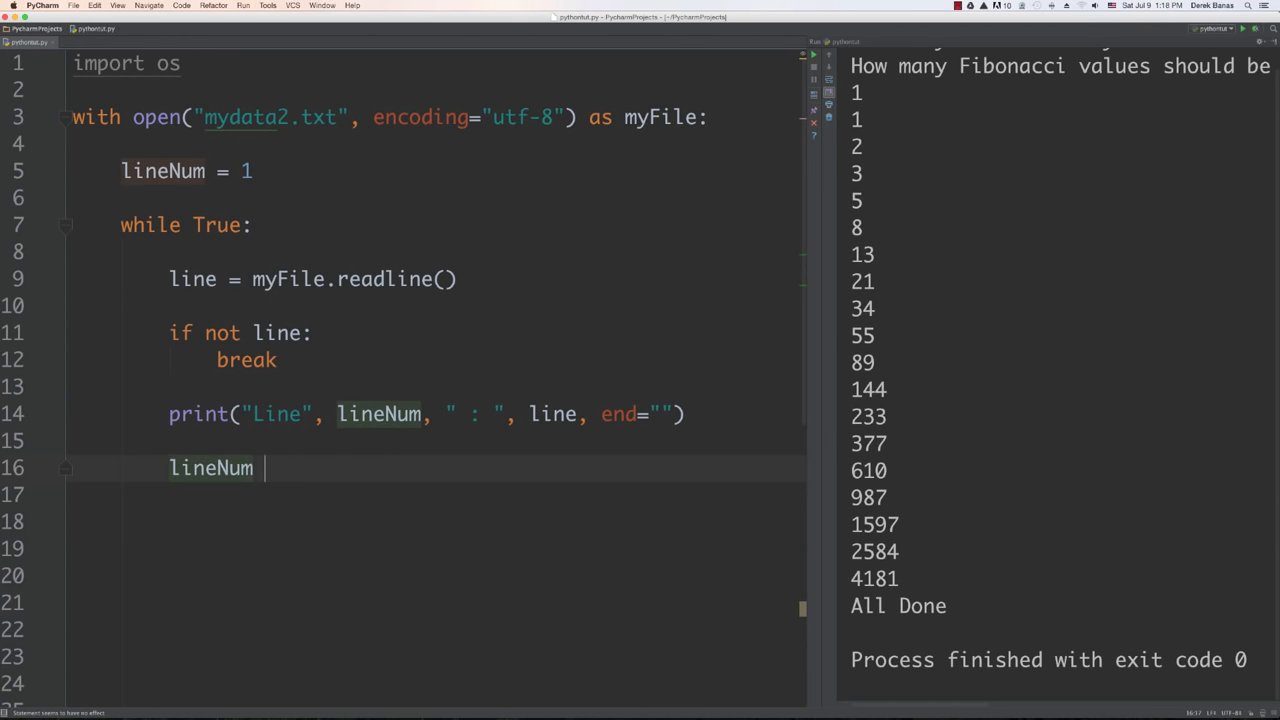 PyCharm File Edit View Navigate Code Refactor Run Tools VCS Window Help 10 Sat Jul 9 1:18 PM Derek Banas
pythontut.py - PycharmProjects - [~/PycharmProjects]
PycharmProjects pythontut.py pythontut
pythontut.py
Run pythontut
1 import os
2
3 with open("mydata2.txt", encoding="utf-8") as myFile:
4
5 lineNum = 1
6
7 while True:
8
9 line = myFile.readline()
10
11 if not line:
12 break
13
14 print("Line", lineNum, " : ", line, end="")
15
16 lineNum
17
18
19
20
21
22
23
24
How many Fibonacci values should be
1
1
2
3
5
8
13
21
34
55
89
144
233
377
610
987
1597
2584
4181
All Done
Process finished with exit code 0
Statement seems to have no effect
16:17 LF UTF-8